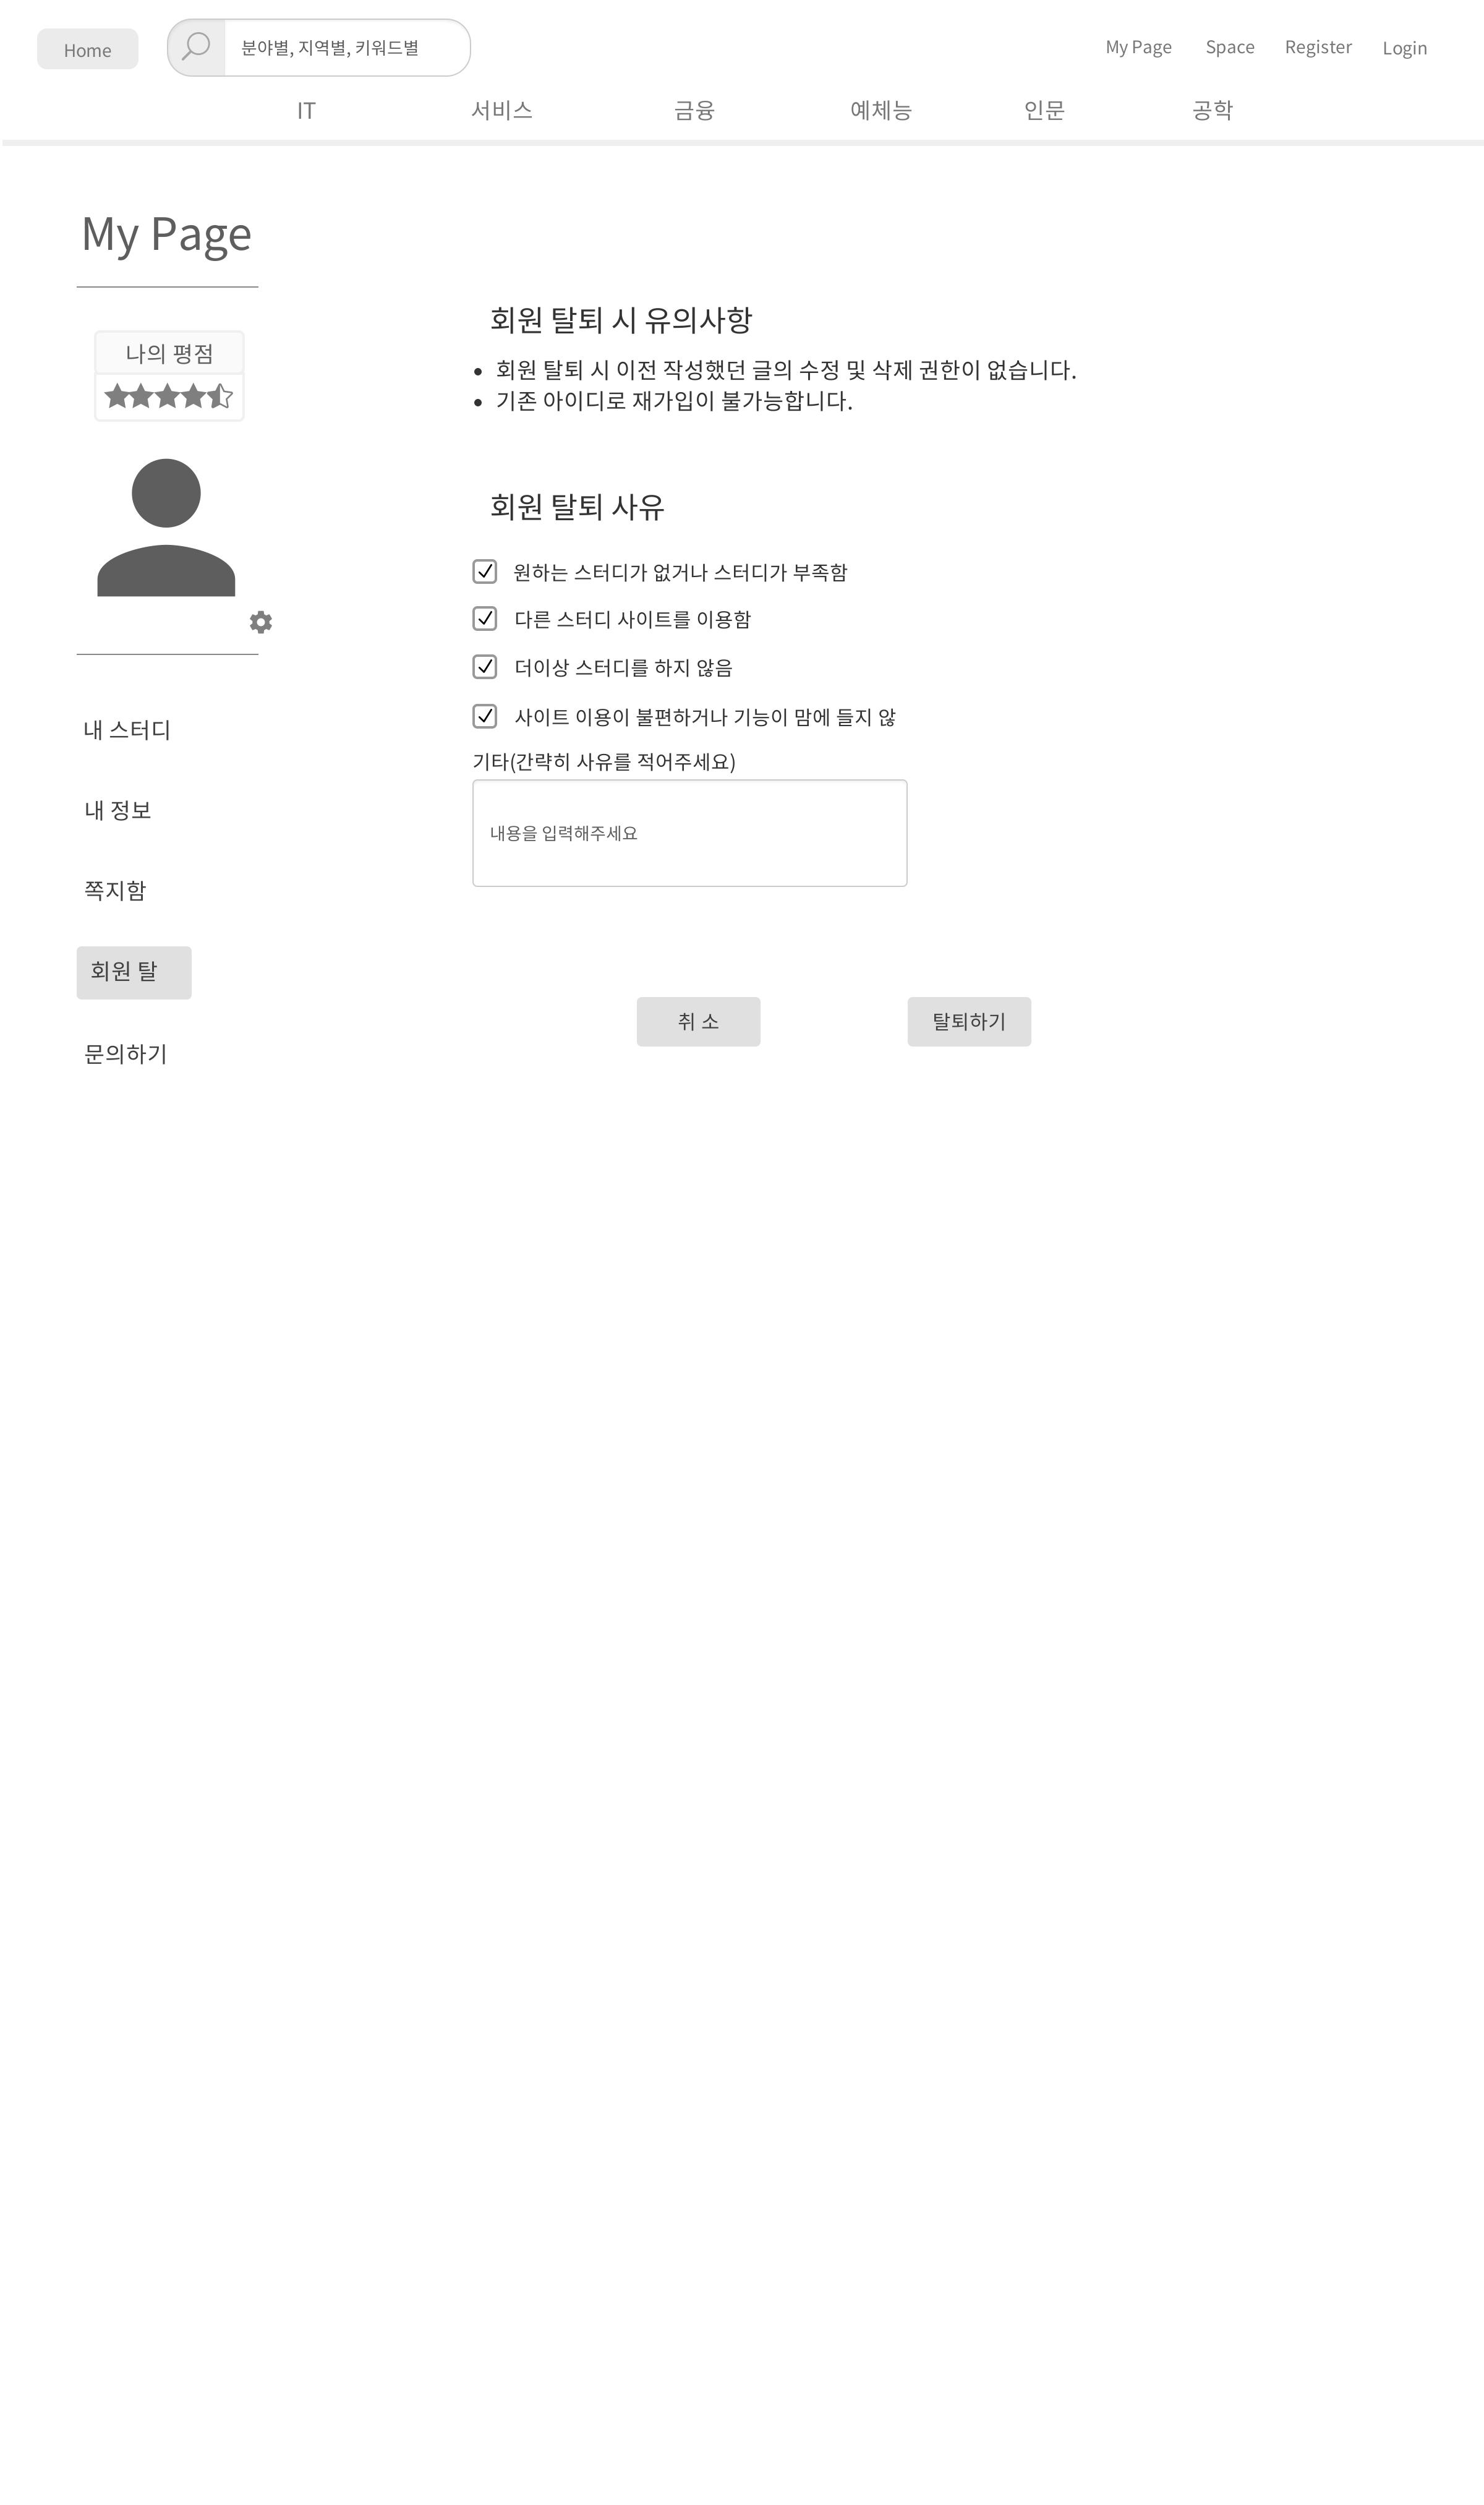 Home
분야별, 지역별, 키워드별
My Page
Space
Register
Login
IT
서비스
금융
예체능
인문
공학
My Page
나의 평점
회원 탈퇴 시 유의사항
회원 탈퇴 시 이전 작성했던 글의 수정 및 삭제 권한이 없습니다.
기존 아이디로 재가입이 불가능합니다.
회원 탈퇴 사유
원하는 스터디가 없거나 스터디가 부족함
다른 스터디 사이트를 이용함
더이상 스터디를 하지 않음
사이트 이용이 불편하거나 기능이 맘에 들지 않
기타(간략히 사유를 적어주세요)
내용을 입력해주세요
내 스터디
내 정보
쪽지함
회원 탈
문의하기
취 소
탈퇴하기